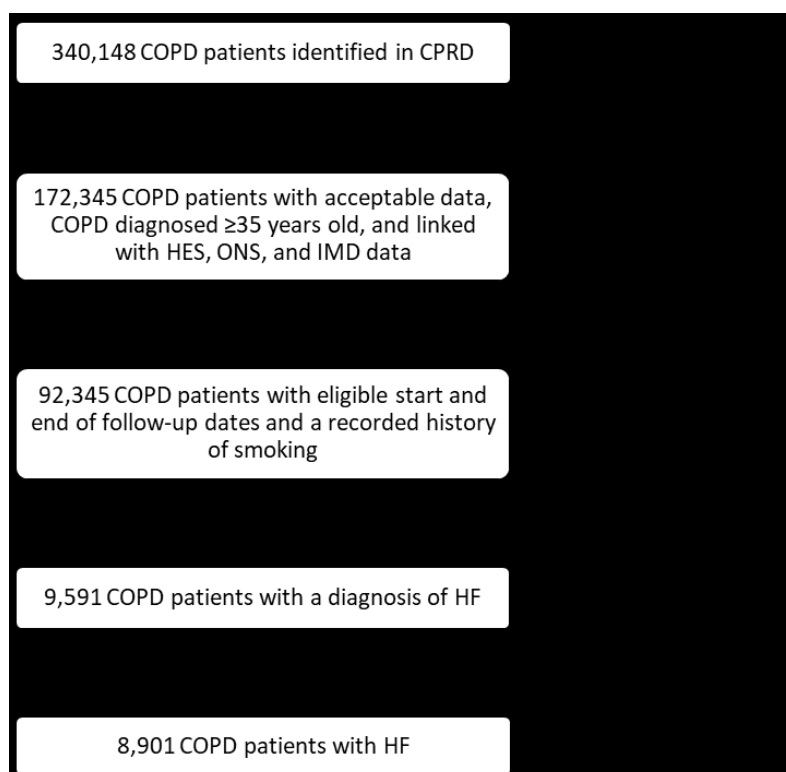 340,148 COPD patients identified in CPRD
172,345 COPD patients with acceptable data,
COPD diagnosed ≥35 years old, and linked
with HES, ONS, and IMD data
92,345 COPD patients with eligible start and
end of follow-up dates and a recorded history
of smoking
9,591 COPD patients with a diagnosis of HF
8,901 COPD patients with HF